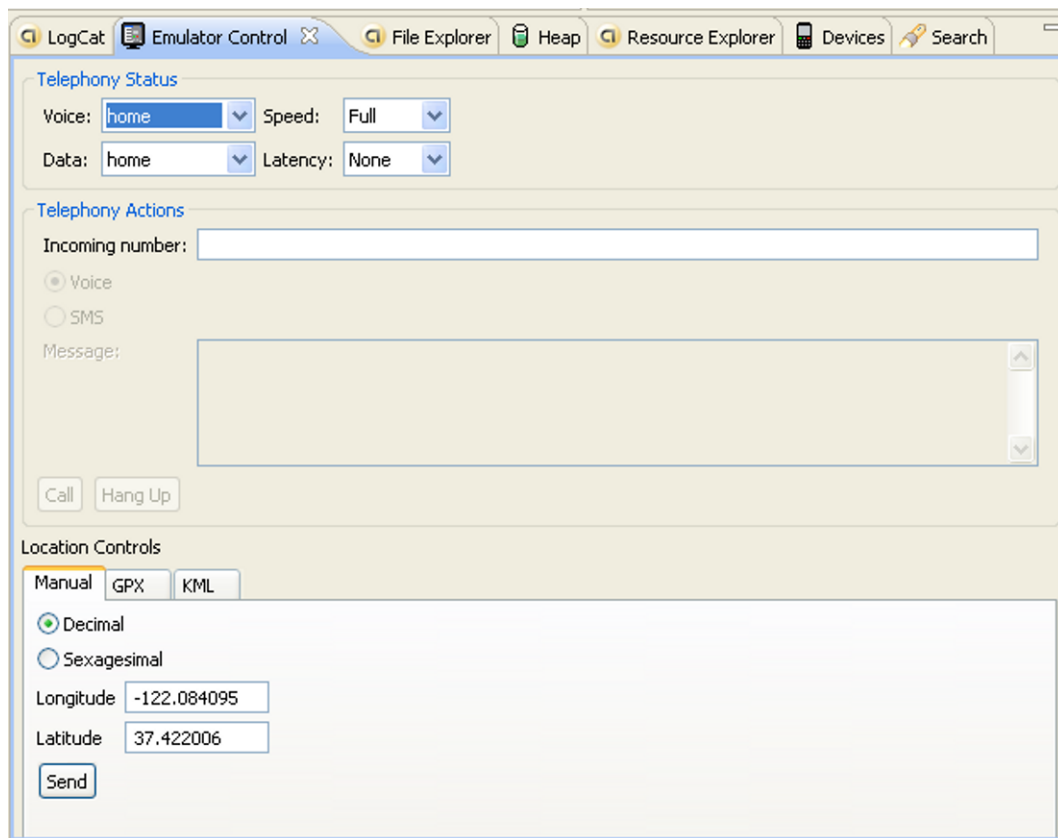 LogCat Emulator Control File Explorer Heap Resource Explorer Devices Search
Telephony Status
Voice: home Speed: Full
Data: home Latency: None
Telephony Actions
Incoming number:
Voice
SMS
Message:
Call Hang Up
Location Controls
Manual GPX KML
Decimal
Sexagesimal
Longitude -122.084095
Latitude 37.422006
Send